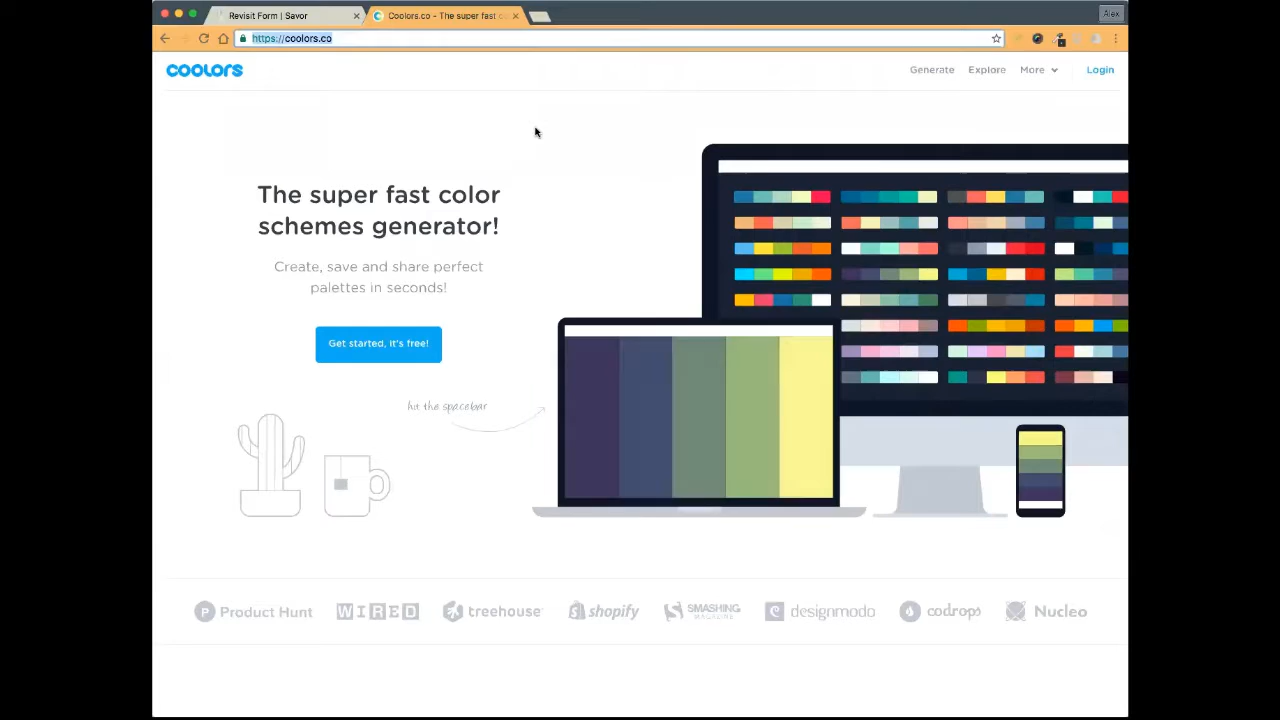 Revisit Form | Savor
Coolors.co - The super fast co
Alex
https://coolors.co
coolors
Generate
Explore
More
Login
The super fast color
schemes generator!
Create, save and share perfect
palettes in seconds!
Get started, it's free!
hit the spacebar
Product Hunt
WIRED
treehouse
shopify
SMASHING
MAGAZINE
designmodo
codrops
Nucleo